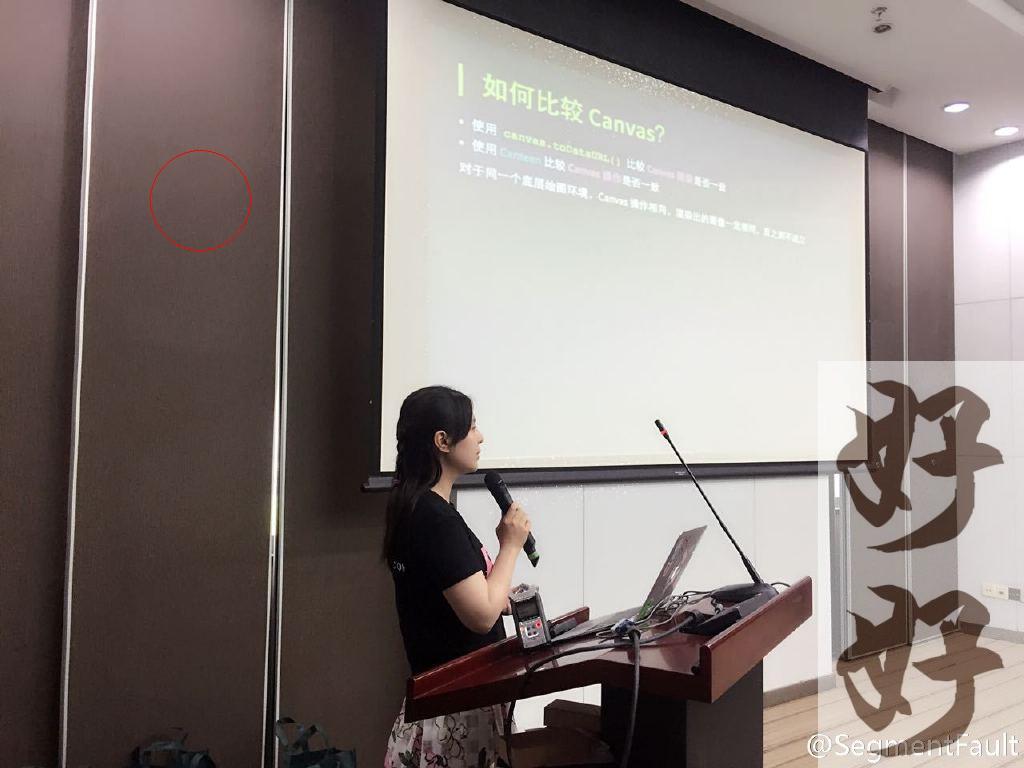 如何比较 Canvas?
• 使用 canvas.toDataURL() 比较 Canvas 图像是否一致
• 使用 Canteen 比较 Canvas 操作是否一致
对于同一个底层绘图环境，Canvas 操作相同，渲染出的图像一定相同，反之则不成立
好
好
@SegmentFault